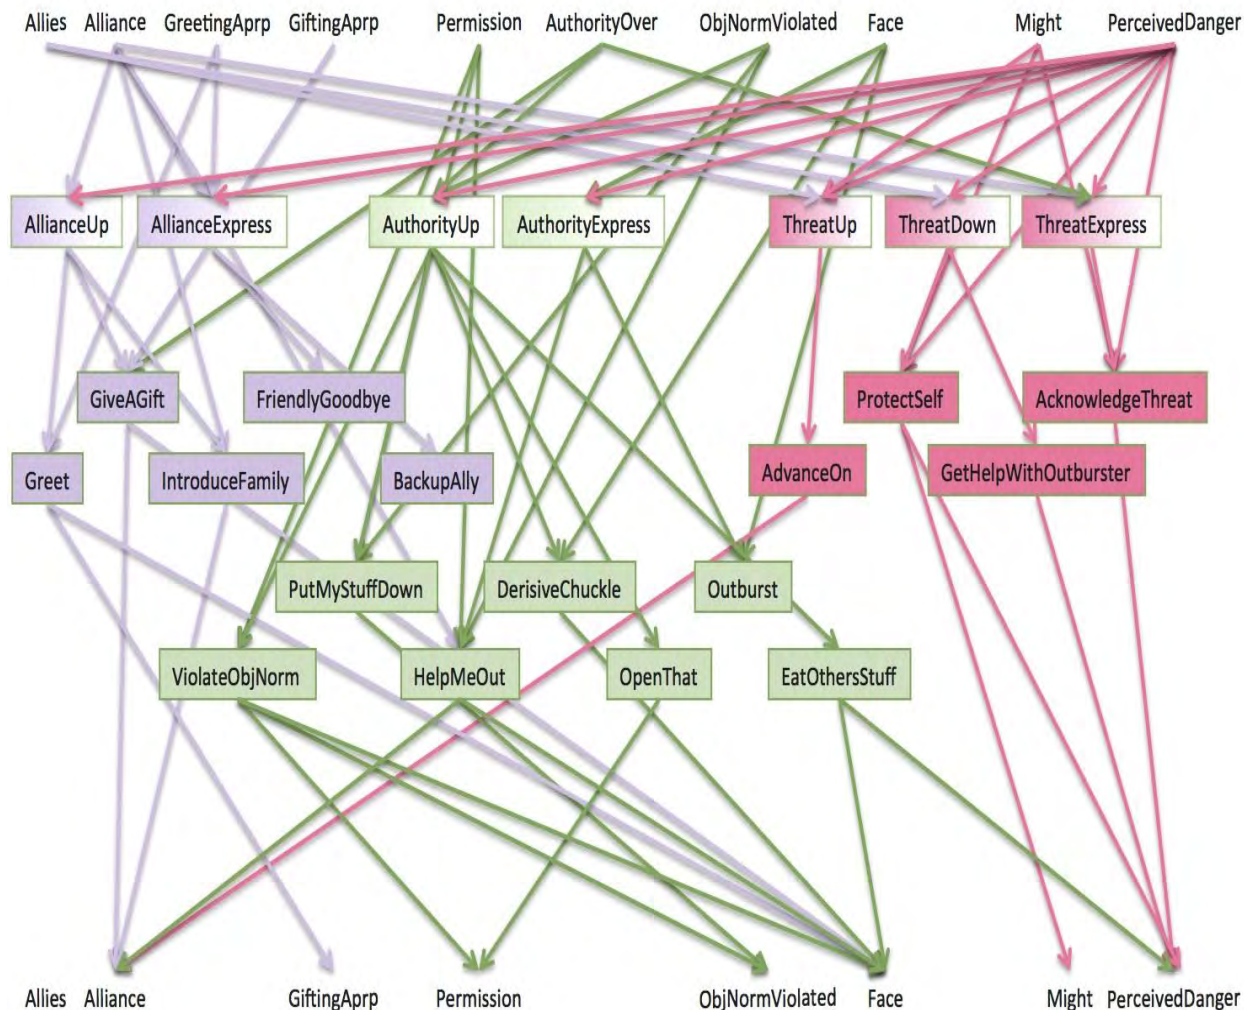 Allies Alliance GreetingAprp GiftingAprp Permission AuthorityOver ObjNormViolated Face Might PerceivedDanger
AllianceUp AllianceExpress AuthorityUp AuthorityExpress ThreatUp ThreatDown ThreatExpress
GiveAGift FriendlyGoodbye ProtectSelf AcknowledgeThreat
Greet IntroduceFamily BackupAlly AdvanceOn GetHelpWithOutburster
PutMyStuffDown DerisiveChuckle Outburst
ViolateObjNorm HelpMeOut OpenThat EatOthersStuff
Allies Alliance GiftingAprp Permission ObjNormViolated Face Might PerceivedDanger